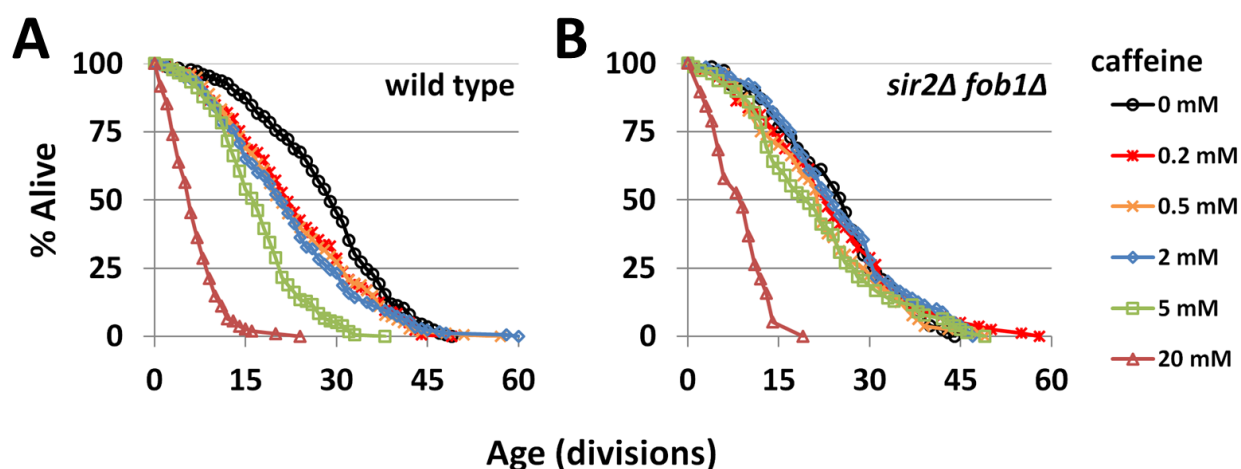 A
B
wild type
sir2Δ fob1Δ
caffeine
0 mM
0.2 mM
0.5 mM
2 mM
5 mM
20 mM
% Alive
100
75
50
25
0
0 15 30 45 60
100
75
50
25
0
0 15 30 45 60
Age (divisions)